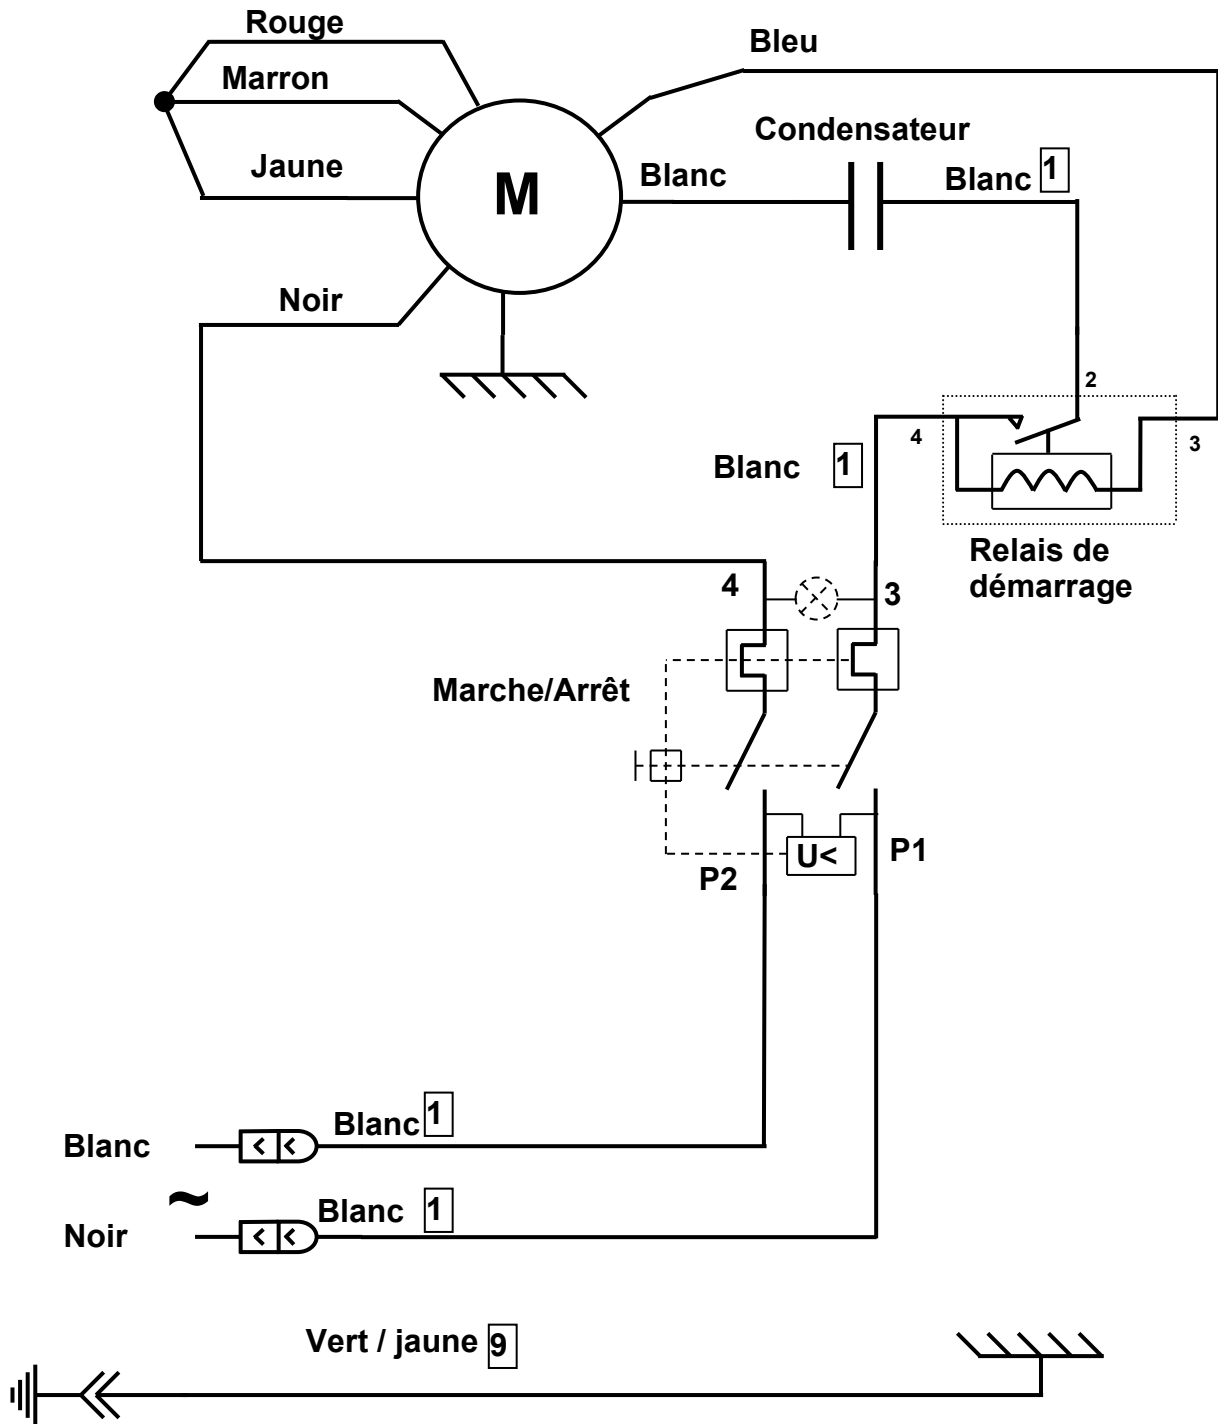 Rouge
Bleu
Marron
Condensateur
Jaune
M
Blanc
Blanc 1
Noir
2
4
3
Blanc 1
Relais de
démarrage
4
3
Marche/Arrêt
U<
P1
P2
Blanc 1
Blanc
~
Blanc 1
Noir
Vert / jaune 9